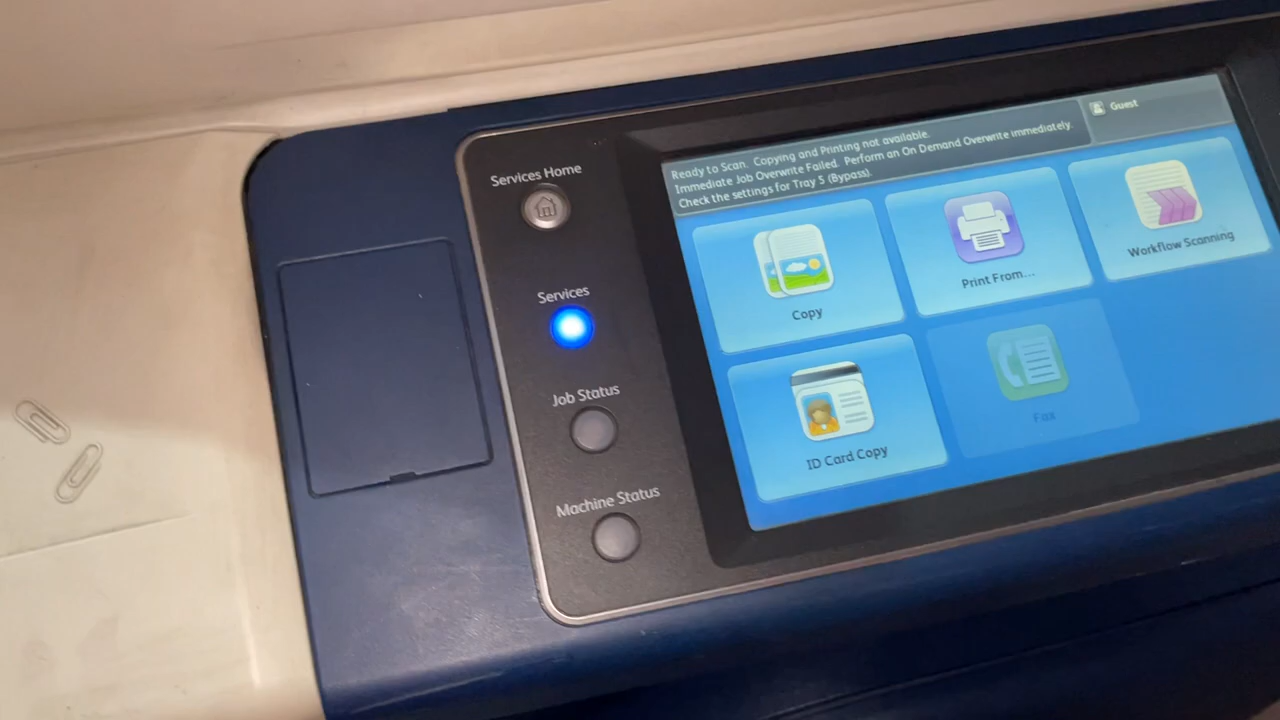 Services Home
Services
Job Status
Machine Status
Ready to Scan. Copying and Printing not available.
Immediate Job Overwrite Failed. Perform an On Demand Overwrite immediately.
Check the settings for Tray 5 (Bypass).
Guest
Copy
Print From...
Workflow Scanning
ID Card Copy
Fax